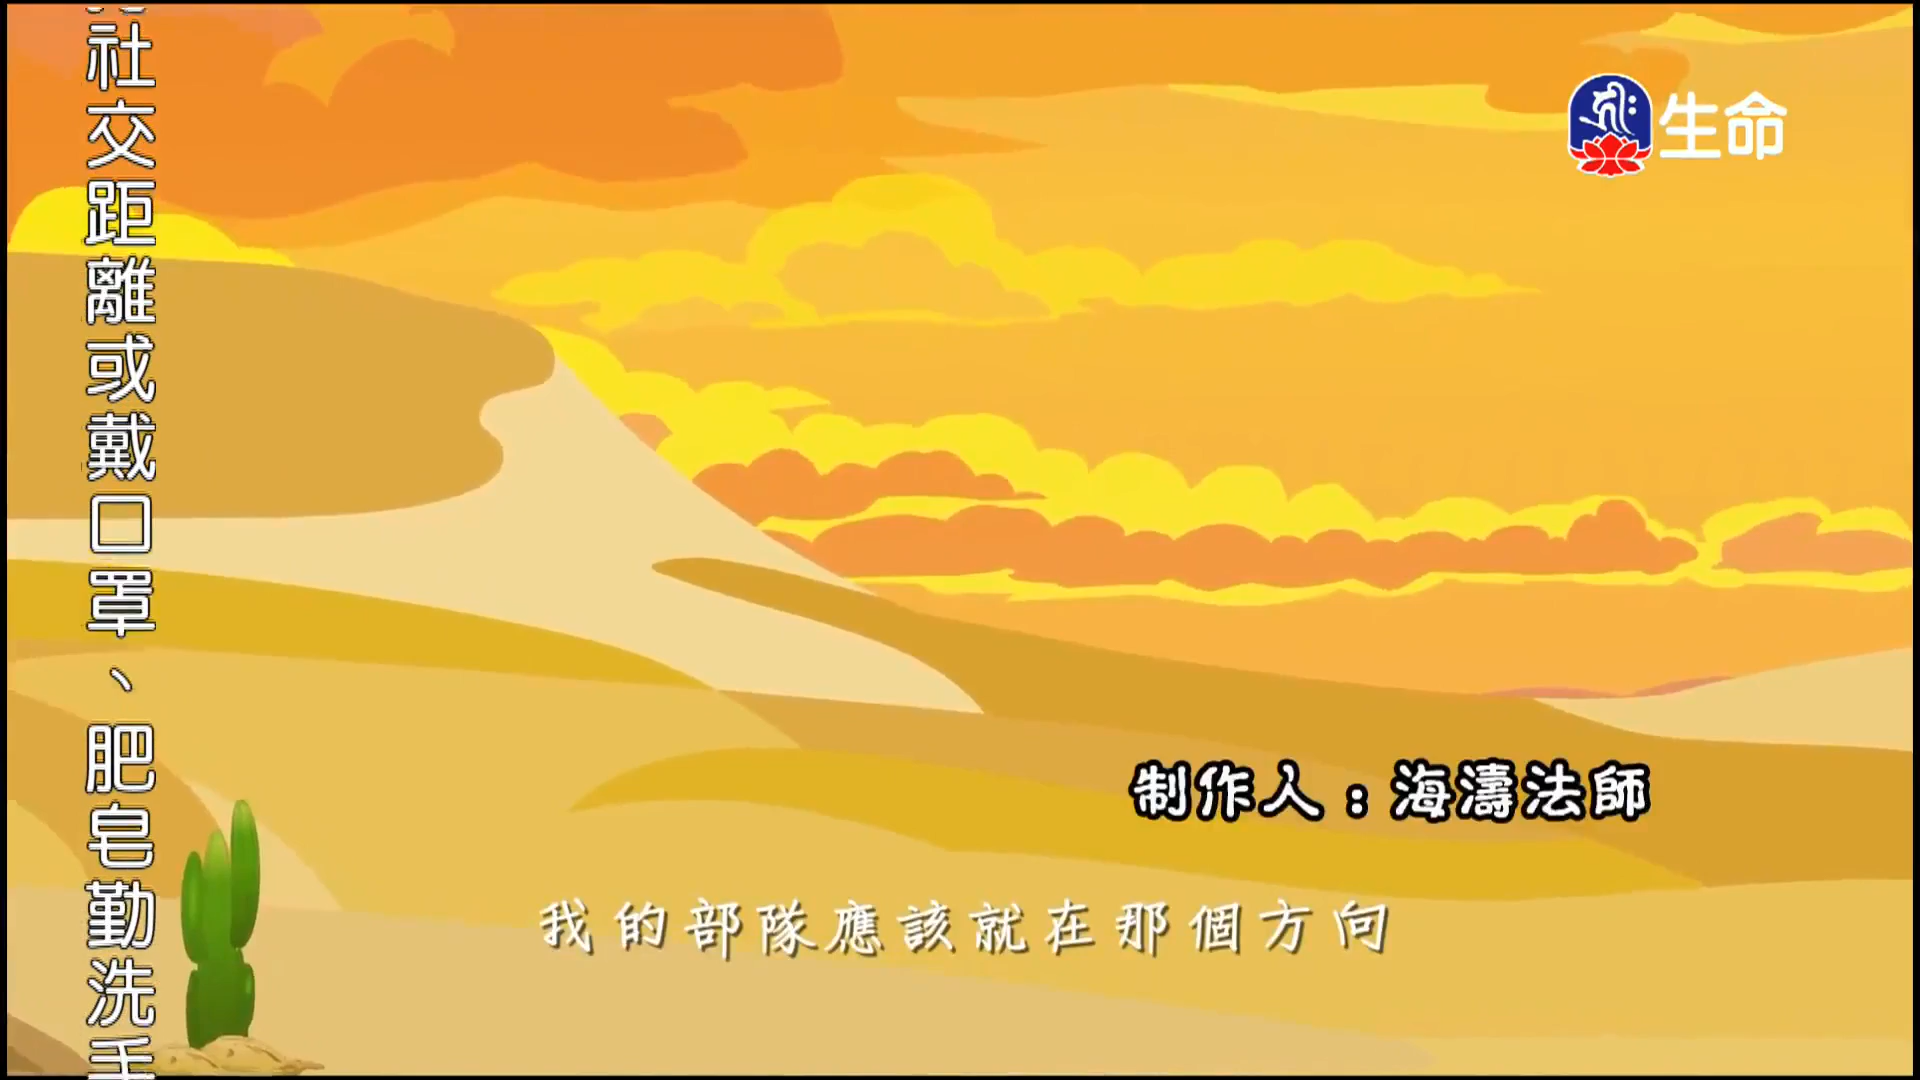 社交距離或戴口罩、肥皂勤洗手
生命
制作人：海濤法師
我的部隊應該就在那個方向